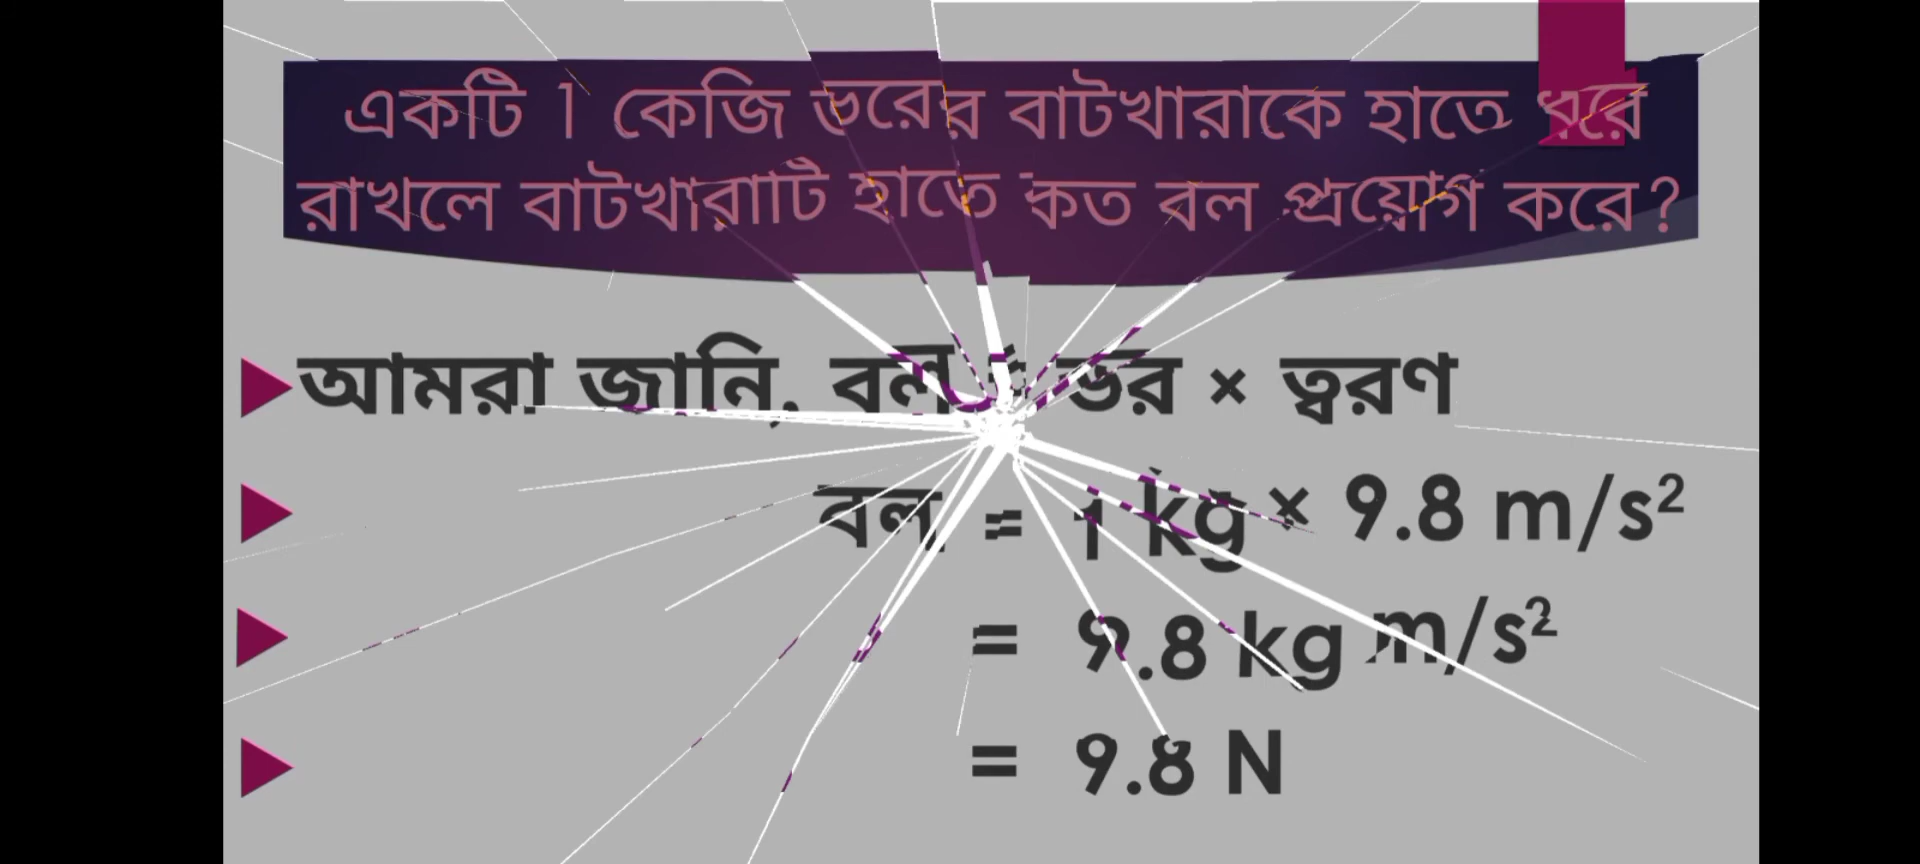 একটি 1 কেজি ভরের বাটখারাকে হাতে ধরে
রাখলে বাটখারাটি হাতে কত বল প্রয়োগ করে?
আমরা জানি, বল = ভর × ত্বরণ
বল = 1 kg × 9.8 m/s²
= 9.8 kg m/s²
= 9.8 N